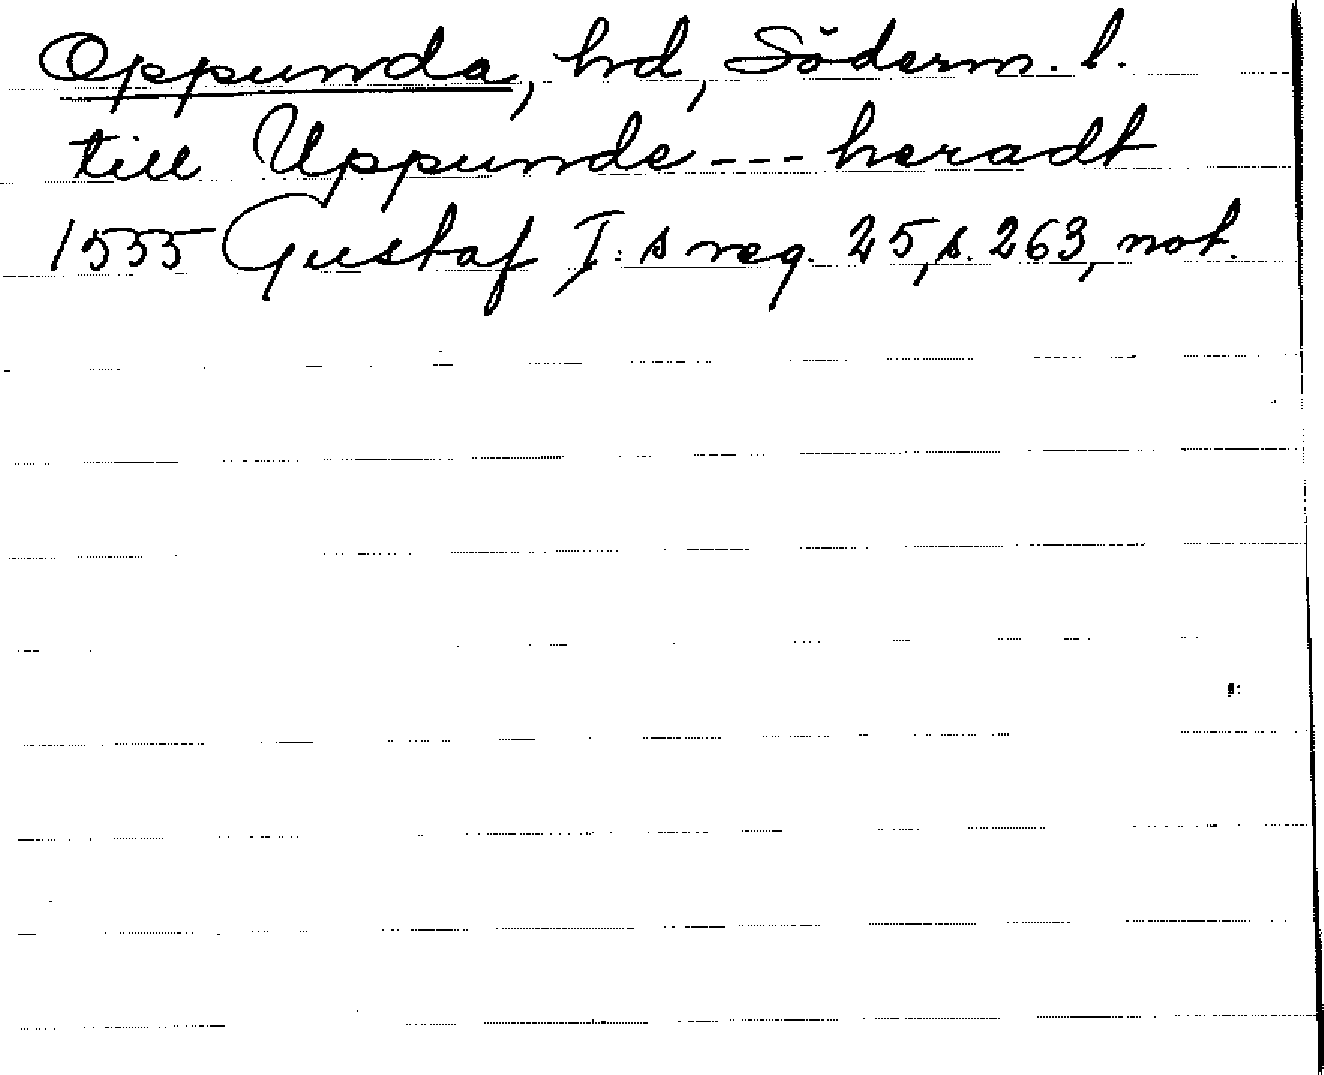 Oppunda, hd, Söderm. l.
till Uppunde --- heradt
1555 Gustaf I:s reg. 25, s. 263, not.